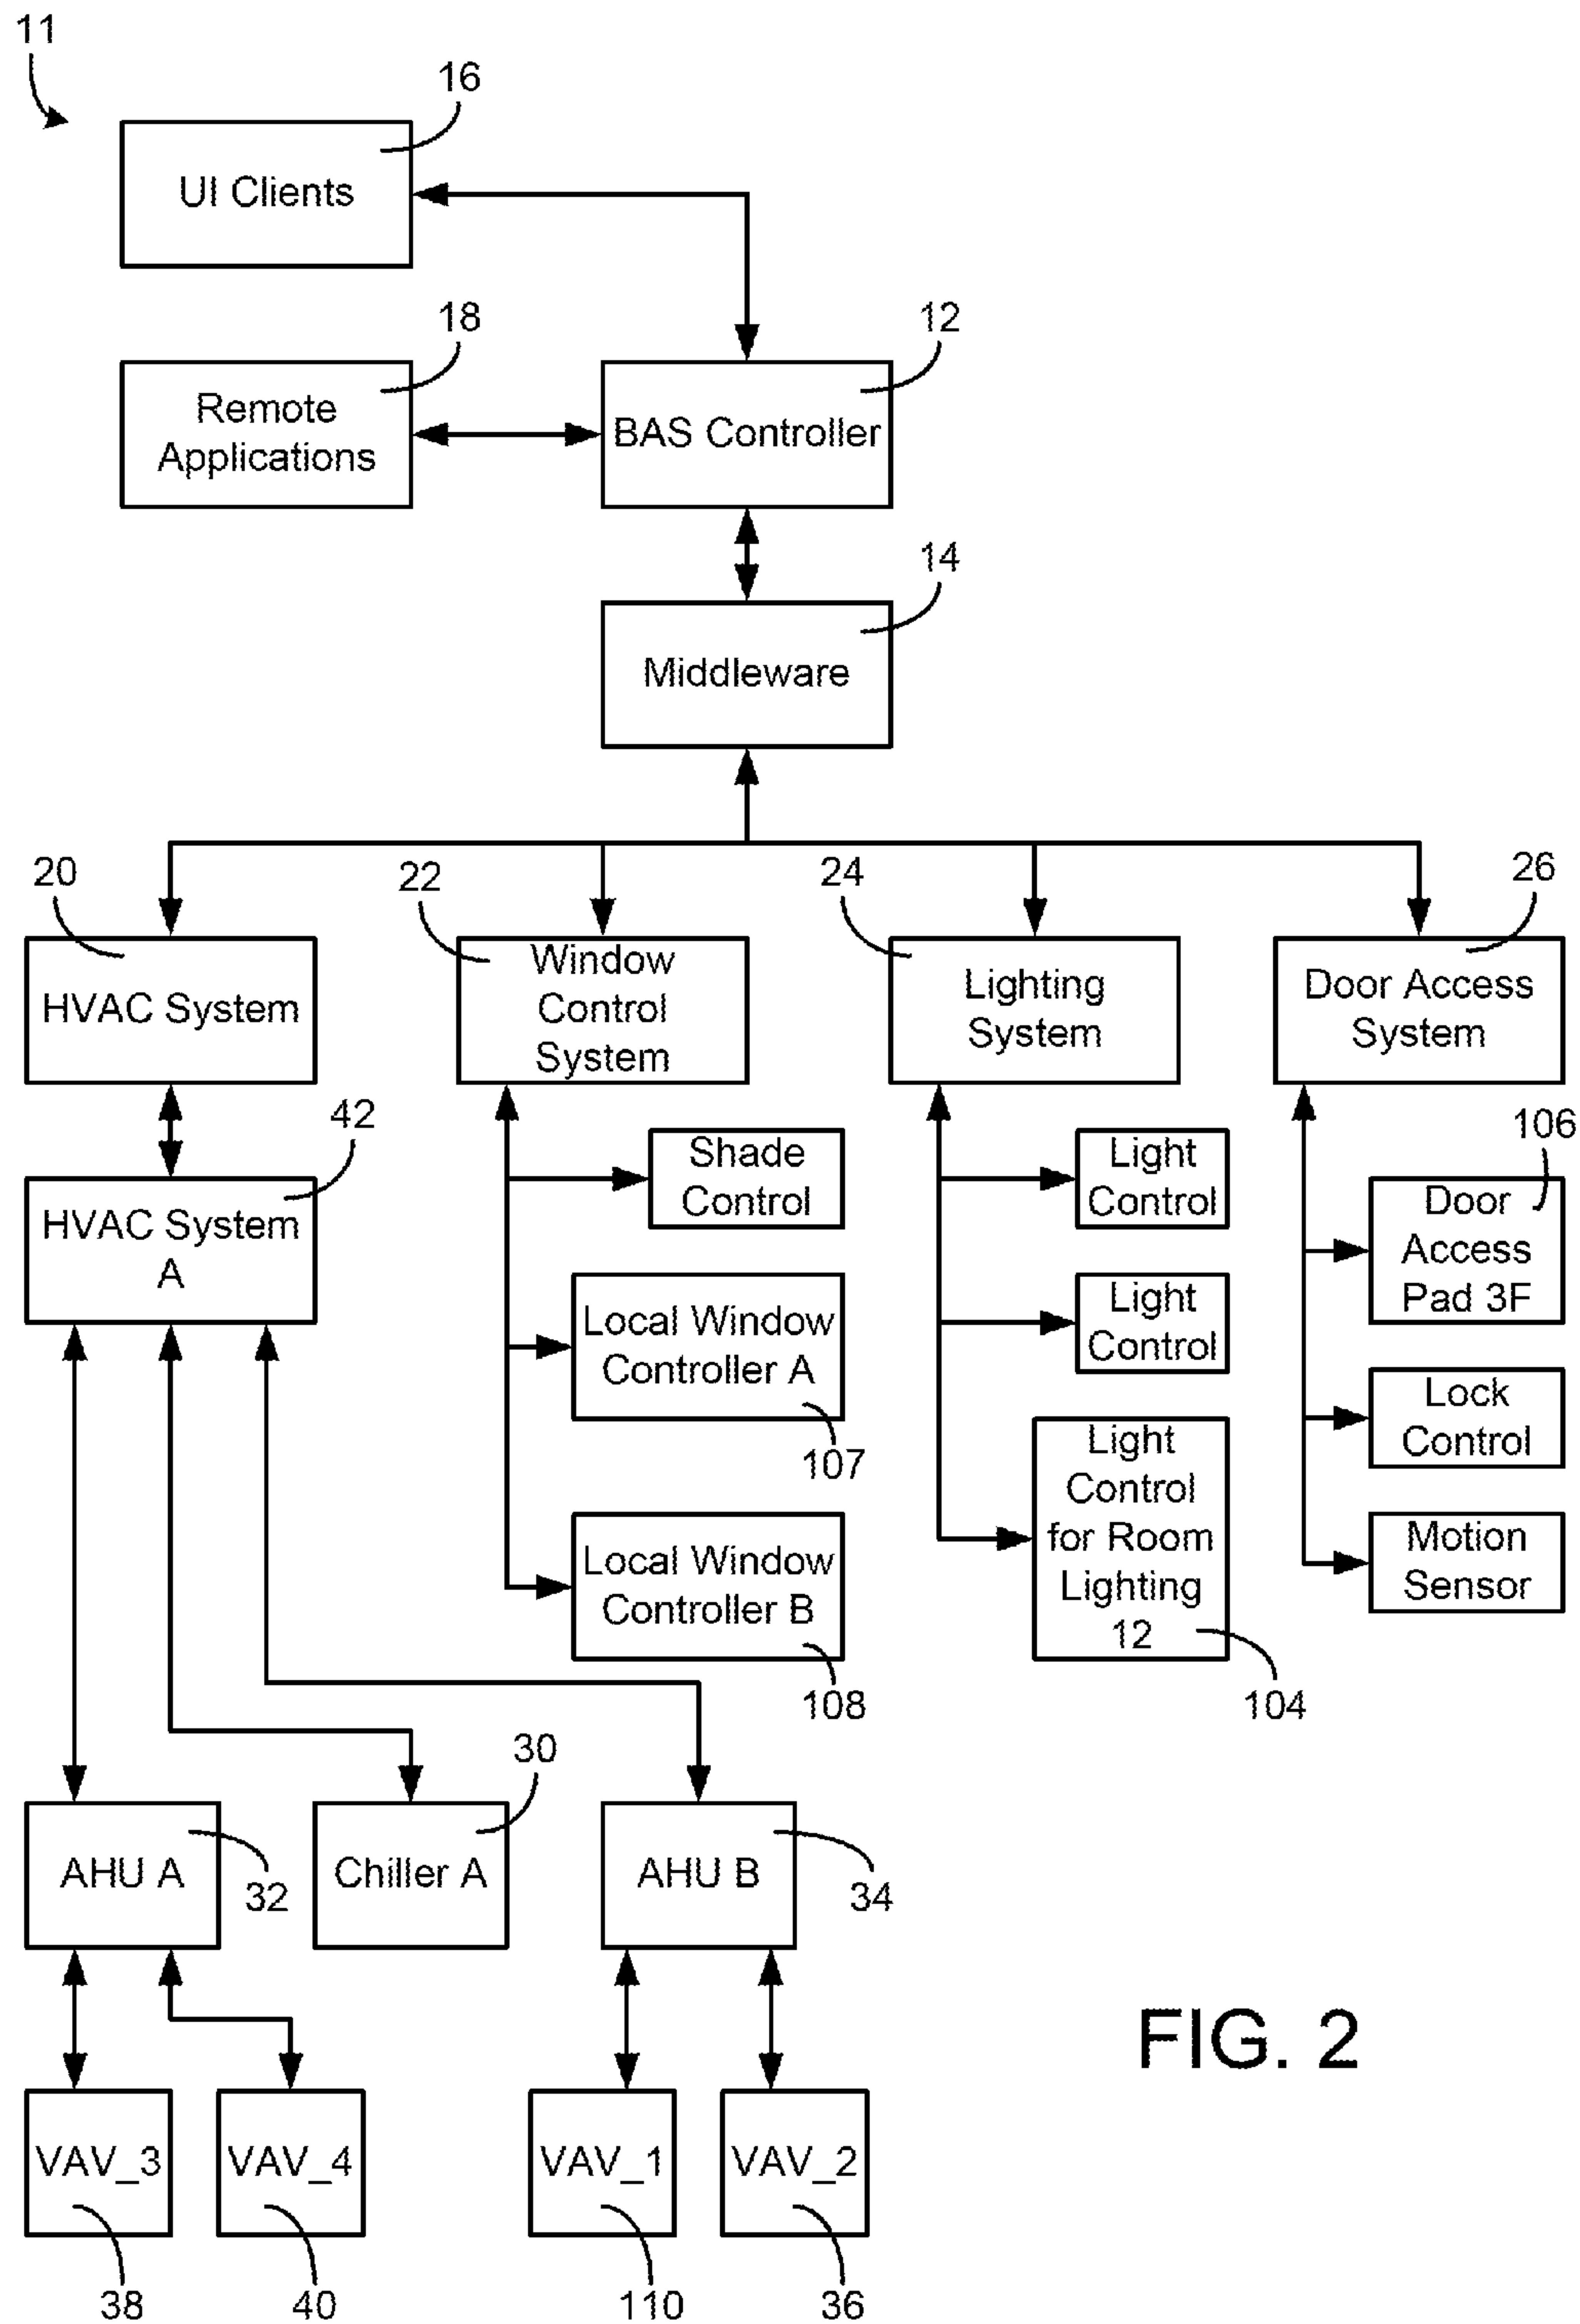 11
16
UI Clients
18
12
Remote
Applications
BAS Controller
14
Middleware
20
22
24
26
HVAC System
Window
Control
System
Lighting
System
Door Access
System
42
HVAC System
A
Shade
Control
Local Window
Controller A
107
Local Window
Controller B
108
Light
Control
Light
Control
Light
Control
for Room
Lighting
12
104
106
Door
Access
Pad 3F
Lock
Control
Motion
Sensor
30
AHU A
32
Chiller A
AHU B
34
VAV_3
VAV_4
VAV_1
VAV_2
38
40
110
36
FIG. 2